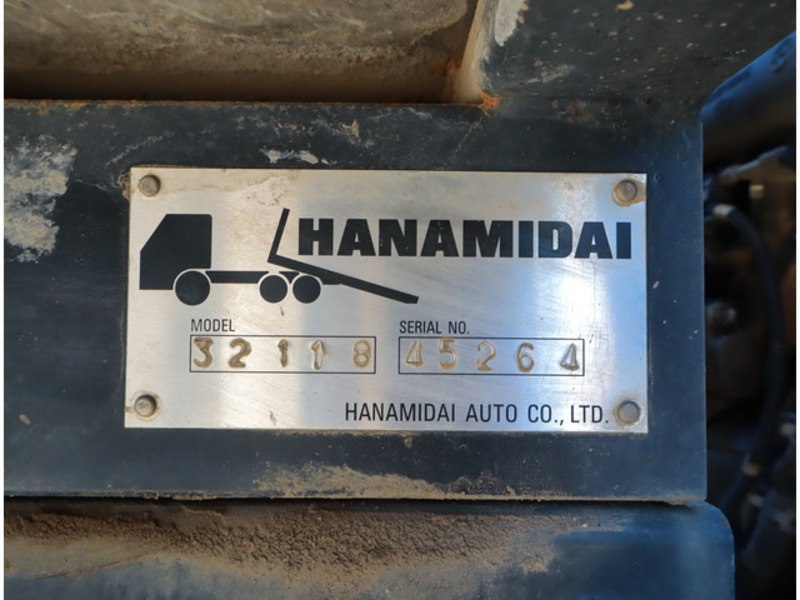 HANAMIDAI
MODEL SERIAL NO.
32118 45264
HANAMIDAI AUTO CO., LTD.